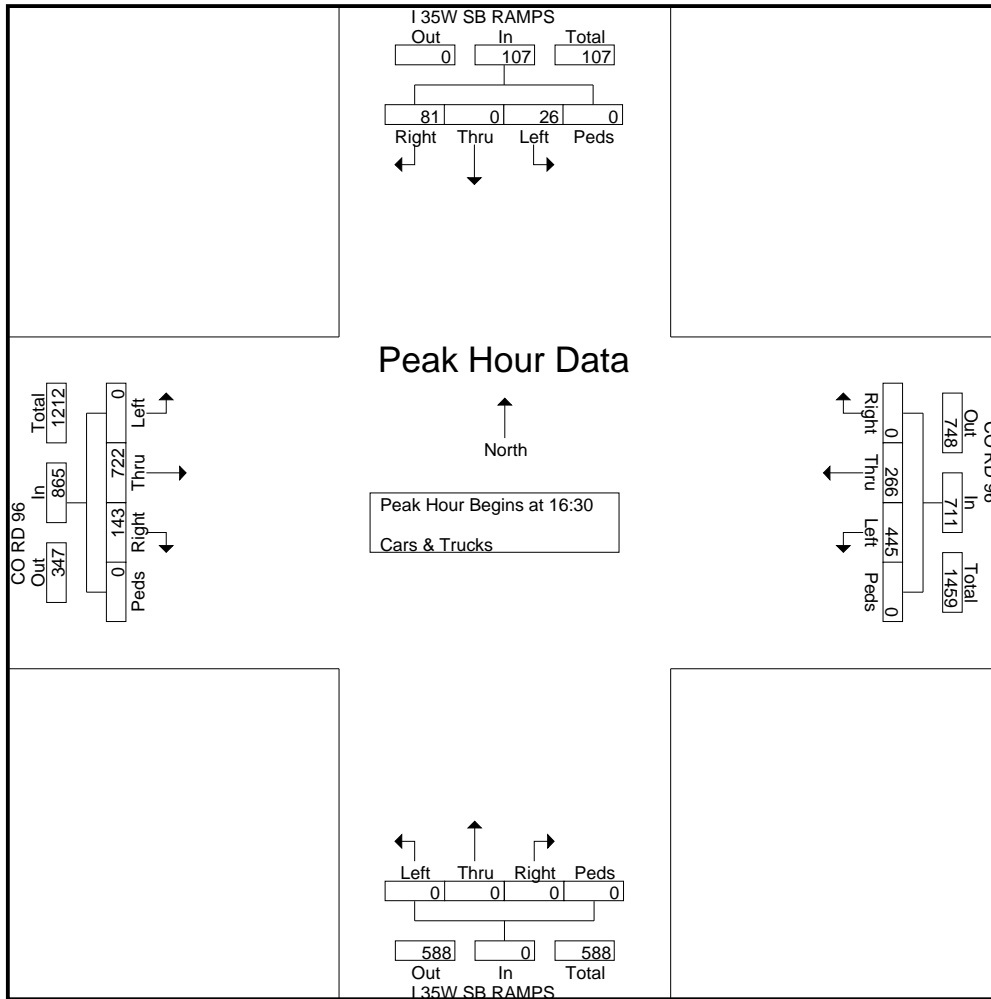 I 35W SB RAMPS
Out In Total
0 107 107
81 0 26 0
Right Thru Left Peds
Peak Hour Data
North
Peak Hour Begins at 16:30
Cars & Trucks
CO RD 96
Out In Total
347 865 1212
0 722 143 0
Left Thru Right Peds
CO RD 96
Out In Total
748 711 1459
0 266 445 0
Right Thru Left Peds
Left Thru Right Peds
0 0 0 0
588 0 588
Out In Total
I 35W SB RAMPS